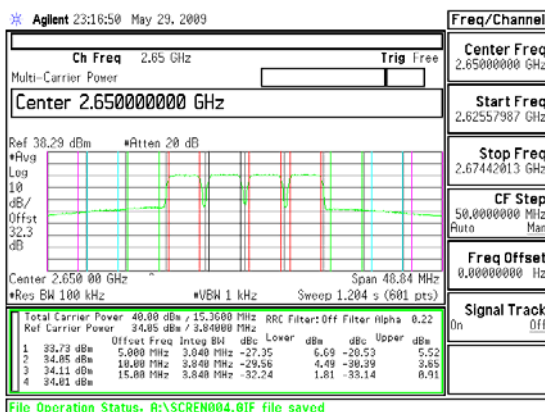 Agilent 23:16:50 May 29, 2009
Freq/Channel
Ch Freq 2.65 GHz Trig Free
Multi-Carrier Power
Center 2.650000000 GHz
Center Freq
2.65000000 GHz
Start Freq
2.62557987 GHz
Stop Freq
2.67442013 GHz
CF Step
50.0000000 MHz
Auto Man
Freq Offset
0.00000000 Hz
Signal Track
On Off
Ref 38.29 dBm #Atten 20 dB
#Avg
Log
10
dB/
Offst
32.3
dB
Center 2.650 00 GHz Span 48.84 MHz
#Res BW 100 kHz #VBW 1 kHz Sweep 1.204 s (601 pts)
Total Carrier Power 40.00 dBm / 15.3600 MHz RRC Filter: Off Filter Alpha 0.22
Ref Carrier Power 34.05 dBm / 3.84000 MHz
Offset Freq Integ BW dBc Lower dBm dBc Upper dBm
1 33.73 dBm 5.000 MHz 3.840 MHz -27.35 6.69 -28.53 5.52
2 34.05 dBm 10.00 MHz 3.840 MHz -29.56 4.49 -30.39 3.65
3 34.11 dBm 15.00 MHz 3.840 MHz -32.24 1.81 -33.14 0.91
4 34.01 dBm
File Operation Status, A:\SCREN004.GIF file saved